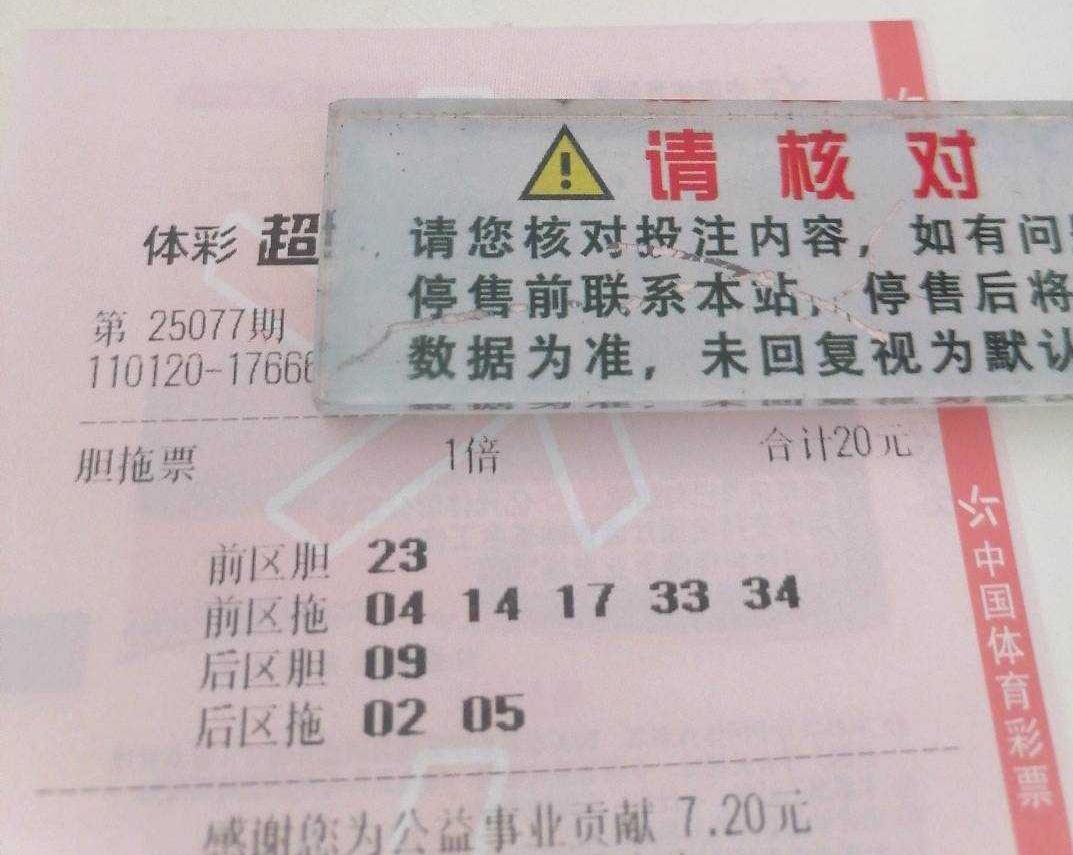 请核对
请您核对投注内容，如有问
停售前联系本站，停售后将
数据为准，未回复视为默认
体彩 超
第 25077期
110120-17666
胆拖票 1倍 合计20元
前区胆 23
前区拖 04 14 17 33 34
后区胆 09
后区拖 02 05
感谢您为公益事业贡献 7.20元
中国体育彩票